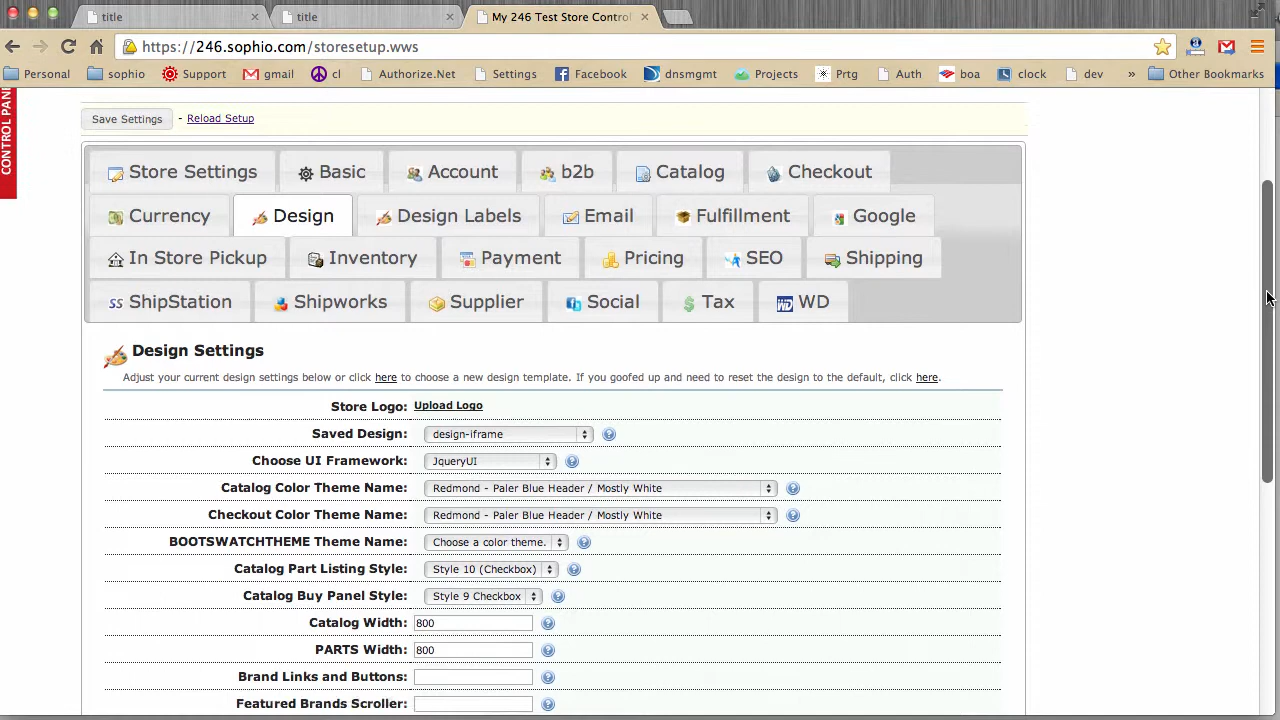 title
title
My 246 Test Store Control
https://246.sophio.com/storesetup.wws
Personal sophio Support gmail cl Authorize.Net Settings Facebook dnsmgmt Projects Prtg Auth boa clock dev » Other Bookmarks
CONTROL PANE
Save Settings - Reload Setup
Store Settings Basic Account b2b Catalog Checkout
Currency Design Design Labels Email Fulfillment Google
In Store Pickup Inventory Payment Pricing SEO Shipping
SS ShipStation Shipworks Supplier Social $ Tax WD WD
Design Settings
Adjust your current design settings below or click here to choose a new design template. If you goofed up and need to reset the design to the default, click here.
Store Logo: Upload Logo
Saved Design: design-iframe
Choose UI Framework: JqueryUI
Catalog Color Theme Name: Redmond - Paler Blue Header / Mostly White
Checkout Color Theme Name: Redmond - Paler Blue Header / Mostly White
BOOTSWATCHTHEME Theme Name: Choose a color theme.
Catalog Part Listing Style: Style 10 (Checkbox)
Catalog Buy Panel Style: Style 9 Checkbox
Catalog Width: 800
PARTS Width: 800
Brand Links and Buttons:
Featured Brands Scroller: